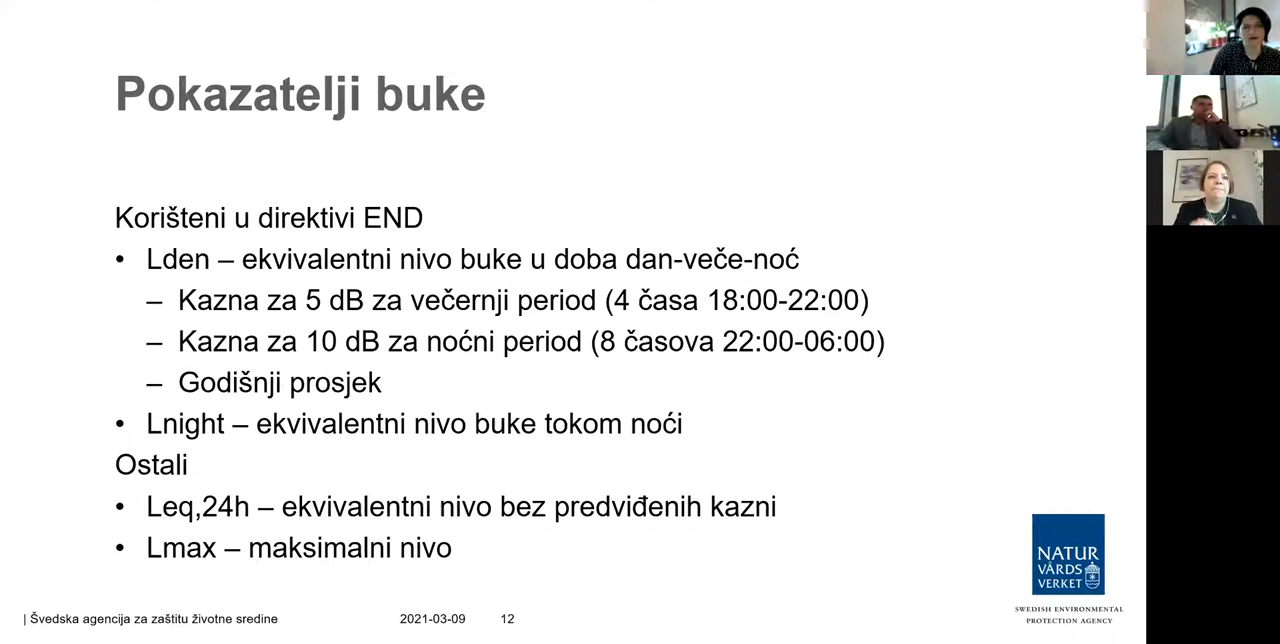 Pokazatelji buke
Korišteni u direktivi END
• Lden – ekvivalentni nivo buke u doba dan-veče-noć
– Kazna za 5 dB za večernji period (4 časa 18:00-22:00)
– Kazna za 10 dB za noćni period (8 časova 22:00-06:00)
– Godišnji prosjek
• Lnight – ekvivalentni nivo buke tokom noći
Ostali
• Leq,24h – ekvivalentni nivo bez predviđenih kazni
• Lmax – maksimalni nivo
NATUR
VÅRDS
VERKET
SWEDISH ENVIRONMENTAL
PROTECTION AGENCY
| Švedska agencija za zaštitu životne sredine 2021-03-09 12